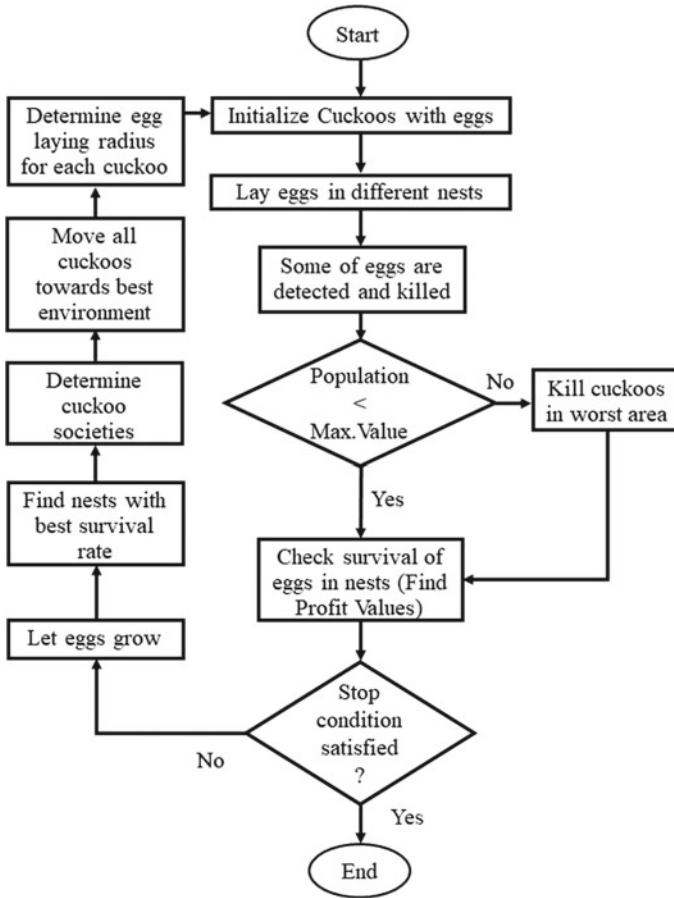 Start
Initialize Cuckoos with eggs
Lay eggs in different nests
Some of eggs are
detected and killed
Population
<
Max.Value
No
Kill cuckoos
in worst area
Yes
Check survival of
eggs in nests (Find
Profit Values)
Stop
condition
satisfied
?
No
Yes
End
Let eggs grow
Find nests with
best survival
rate
Determine
cuckoo
societies
Move all
cuckoos
towards best
environment
Determine egg
laying radius
for each cuckoo